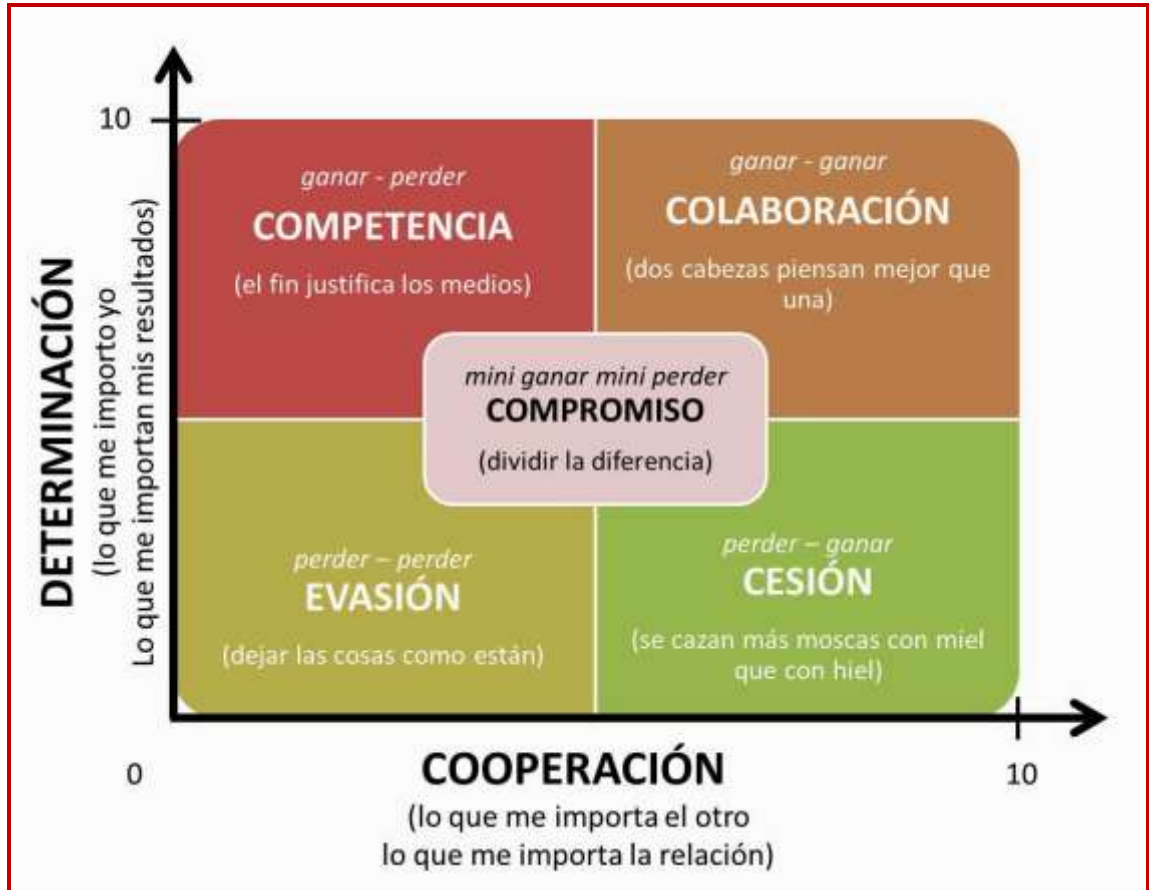 10
ganar - perder
COMPETENCIA
(el fin justifica los medios)
ganar - ganar
COLABORACIÓN
(dos cabezas piensan mejor que
una)
mini ganar mini perder
COMPROMISO
(dividir la diferencia)
perder – perder
EVASIÓN
(dejar las cosas como están)
perder – ganar
CESIÓN
(se cazan más moscas con miel
que con hiel)
DETERMINACIÓN
(lo que me importo yo
Lo que me importan mis resultados)
0
COOPERACIÓN
10
(lo que me importa el otro
lo que me importa la relación)